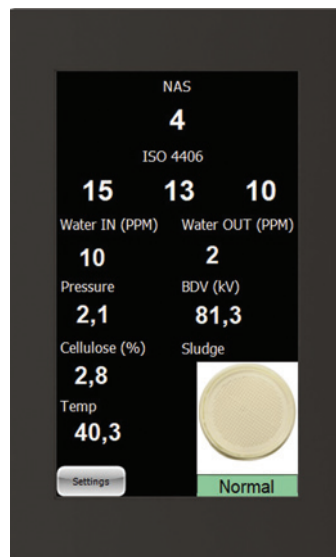 NAS
4
ISO 4406
15 13 10
Water IN (PPM) Water OUT (PPM)
10 2
Pressure BDV (kV)
2,1 81,3
Cellulose (%) Sludge
2,8
Temp
40,3
Settings Normal